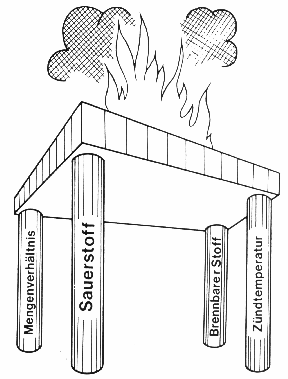 Mengenverhältnis
Sauerstoff
Brennbarer Stoff
Zündtemperatur